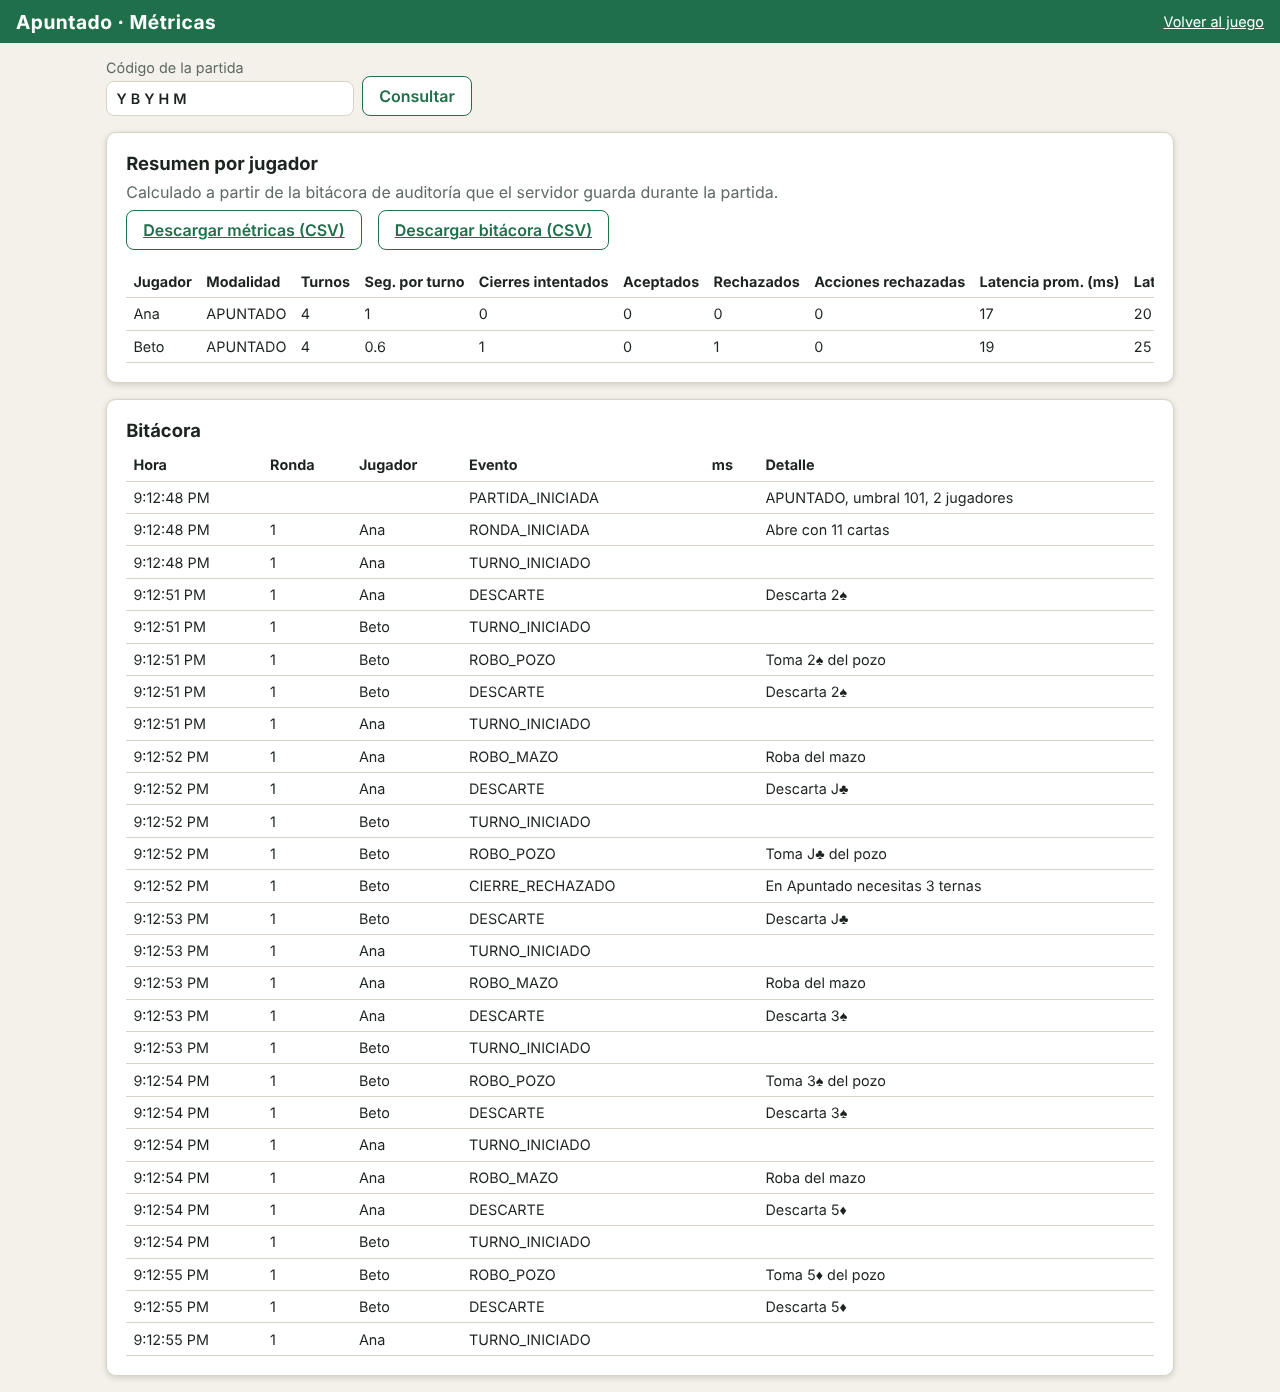 Apuntado · Métricas
Volver al juego
Código de la partida
YBYHM
Consultar
Resumen por jugador
Calculado a partir de la bitácora de auditoría que el servidor guarda durante la partida.
Descargar métricas (CSV) Descargar bitácora (CSV)
Jugador Modalidad Turnos Seg. por turno Cierres intentados Aceptados Rechazados Acciones rechazadas Latencia prom. (ms) Lat
Ana APUNTADO 4 1 0 0 0 0 17 20
Beto APUNTADO 4 0.6 1 0 1 0 19 25
Bitácora
Hora Ronda Jugador Evento ms Detalle
9:12:48 PM PARTIDA_INICIADA APUNTADO, umbral 101, 2 jugadores
9:12:48 PM 1 Ana RONDA_INICIADA Abre con 11 cartas
9:12:48 PM 1 Ana TURNO_INICIADO
9:12:51 PM 1 Ana DESCARTE Descarta 2♠
9:12:51 PM 1 Beto TURNO_INICIADO
9:12:51 PM 1 Beto ROBO_POZO Toma 2♠ del pozo
9:12:51 PM 1 Beto DESCARTE Descarta 2♠
9:12:51 PM 1 Ana TURNO_INICIADO
9:12:52 PM 1 Ana ROBO_MAZO Roba del mazo
9:12:52 PM 1 Ana DESCARTE Descarta J♣
9:12:52 PM 1 Beto TURNO_INICIADO
9:12:52 PM 1 Beto ROBO_POZO Toma J♣ del pozo
9:12:52 PM 1 Beto CIERRE_RECHAZADO En Apuntado necesitas 3 ternas
9:12:53 PM 1 Beto DESCARTE Descarta J♣
9:12:53 PM 1 Ana TURNO_INICIADO
9:12:53 PM 1 Ana ROBO_MAZO Roba del mazo
9:12:53 PM 1 Ana DESCARTE Descarta 3♠
9:12:53 PM 1 Beto TURNO_INICIADO
9:12:54 PM 1 Beto ROBO_POZO Toma 3♠ del pozo
9:12:54 PM 1 Beto DESCARTE Descarta 3♠
9:12:54 PM 1 Ana TURNO_INICIADO
9:12:54 PM 1 Ana ROBO_MAZO Roba del mazo
9:12:54 PM 1 Ana DESCARTE Descarta 5♦
9:12:54 PM 1 Beto TURNO_INICIADO
9:12:55 PM 1 Beto ROBO_POZO Toma 5♦ del pozo
9:12:55 PM 1 Beto DESCARTE Descarta 5♦
9:12:55 PM 1 Ana TURNO_INICIADO